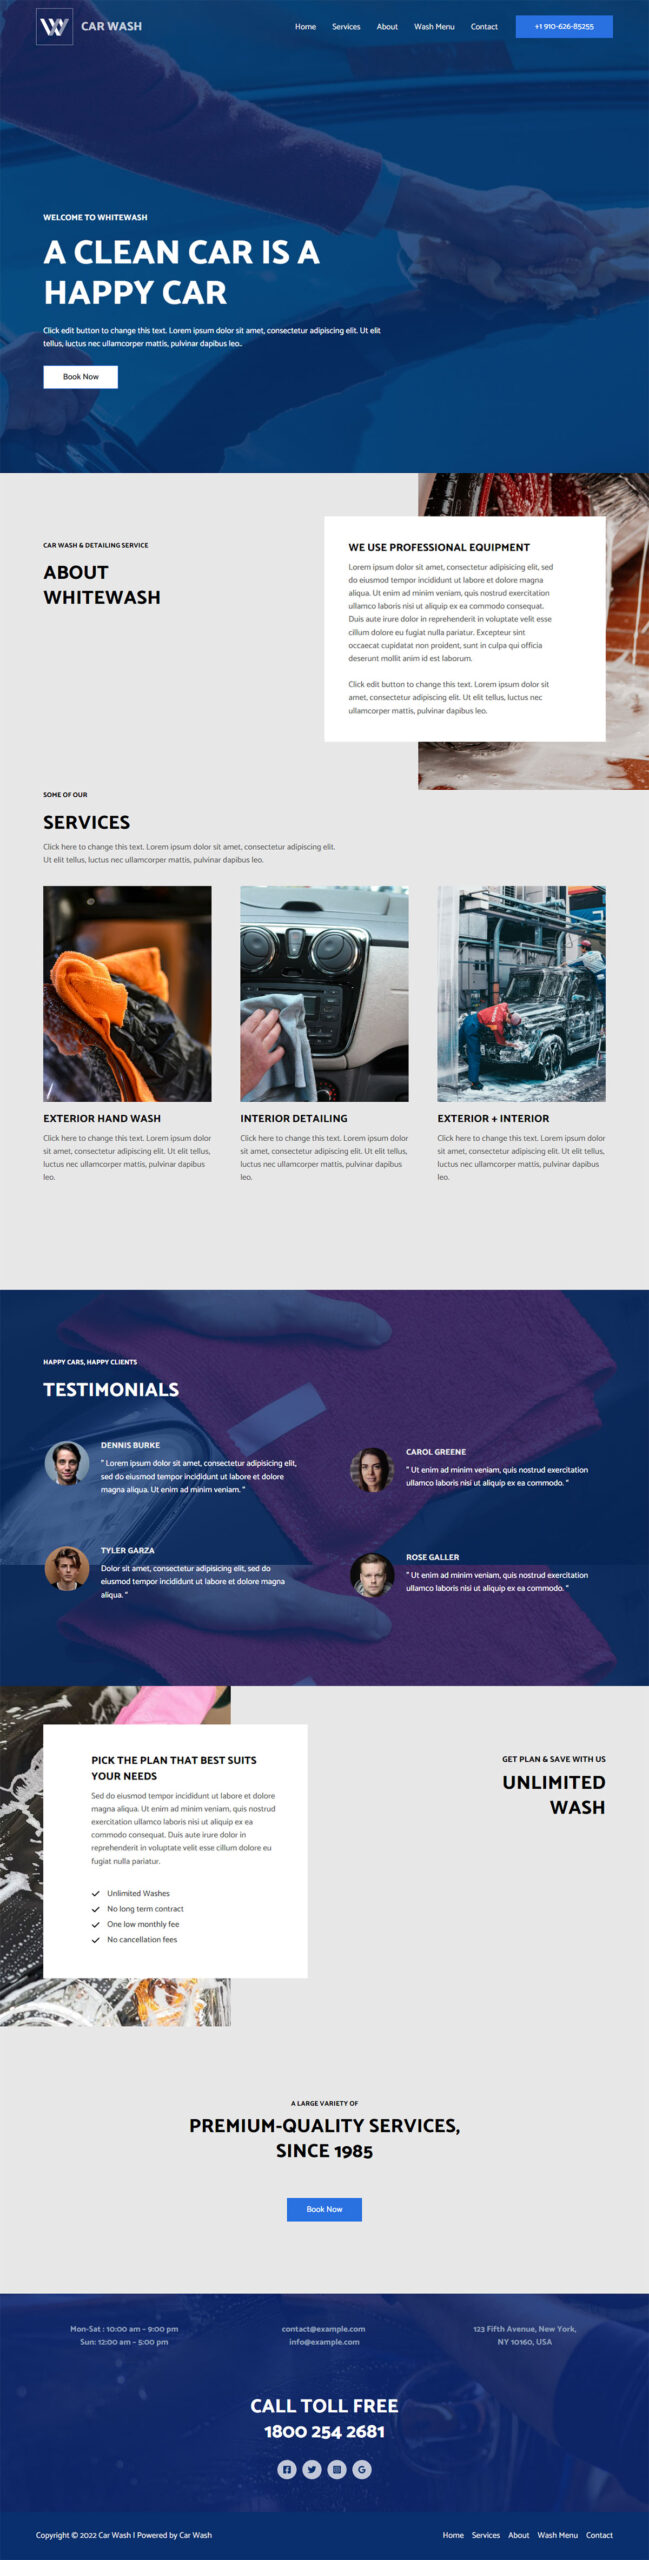 W CAR WASH
Home Services About Wash Menu Contact +1 910-626-85255
WELCOME TO WHITEWASH
A CLEAN CAR IS A
HAPPY CAR
Click edit button to change this text. Lorem ipsum dolor sit amet, consectetur adipiscing elit. Ut elit
tellus, luctus nec ullamcorper mattis, pulvinar dapibus leo..
Book Now
CAR WASH & DETAILING SERVICE
ABOUT
WHITEWASH
WE USE PROFESSIONAL EQUIPMENT
Lorem ipsum dolor sit amet, consectetur adipisicing elit, sed
do eiusmod tempor incididunt ut labore et dolore magna
aliqua. Ut enim ad minim veniam, quis nostrud exercitation
ullamco laboris nisi ut aliquip ex ea commodo consequat.
Duis aute irure dolor in reprehenderit in voluptate velit esse
cillum dolore eu fugiat nulla pariatur. Excepteur sint
occaecat cupidatat non proident, sunt in culpa qui officia
deserunt mollit anim id est laborum.
Click edit button to change this text. Lorem ipsum dolor sit
amet, consectetur adipiscing elit. Ut elit tellus, luctus nec
ullamcorper mattis, pulvinar dapibus leo.
SOME OF OUR
SERVICES
Click here to change this text. Lorem ipsum dolor sit amet, consectetur adipiscing elit.
Ut elit tellus, luctus nec ullamcorper mattis, pulvinar dapibus leo.
EXTERIOR HAND WASH
Click here to change this text. Lorem ipsum dolor
sit amet, consectetur adipiscing elit. Ut elit tellus,
luctus nec ullamcorper mattis, pulvinar dapibus
leo.
INTERIOR DETAILING
Click here to change this text. Lorem ipsum dolor
sit amet, consectetur adipiscing elit. Ut elit tellus,
luctus nec ullamcorper mattis, pulvinar dapibus
leo.
EXTERIOR + INTERIOR
Click here to change this text. Lorem ipsum dolor
sit amet, consectetur adipiscing elit. Ut elit tellus,
luctus nec ullamcorper mattis, pulvinar dapibus
leo.
HAPPY CARS, HAPPY CLIENTS
TESTIMONIALS
DENNIS BURKE
" Lorem ipsum dolor sit amet, consectetur adipisicing elit,
sed do eiusmod tempor incididunt ut labore et dolore
magna aliqua. Ut enim ad minim veniam. "
CAROL GREENE
" Ut enim ad minim veniam, quis nostrud exercitation
ullamco laboris nisi ut aliquip ex ea commodo. "
TYLER GARZA
Dolor sit amet, consectetur adipisicing elit, sed do
eiusmod tempor incididunt ut labore et dolore magna
aliqua. "
ROSE GALLER
" Ut enim ad minim veniam, quis nostrud exercitation
ullamco laboris nisi ut aliquip ex ea commodo. "
PICK THE PLAN THAT BEST SUITS
YOUR NEEDS
Sed do eiusmod tempor incididunt ut labore et dolore
magna aliqua. Ut enim ad minim veniam, quis nostrud
exercitation ullamco laboris nisi ut aliquip ex ea
commodo consequat. Duis aute irure dolor in
reprehenderit in voluptate velit esse cillum dolore eu
fugiat nulla pariatur.
Unlimited Washes
No long term contract
One low monthly fee
No cancellation fees
GET PLAN & SAVE WITH US
UNLIMITED
WASH
A LARGE VARIETY OF
PREMIUM-QUALITY SERVICES,
SINCE 1985
Book Now
Mon-Sat : 10:00 am – 9:00 pm
Sun: 12:00 am – 5:00 pm
contact@example.com
info@example.com
123 Fifth Avenue, New York,
NY 10160, USA
CALL TOLL FREE
1800 254 2681
Copyright © 2022 Car Wash | Powered by Car Wash
Home Services About Wash Menu Contact